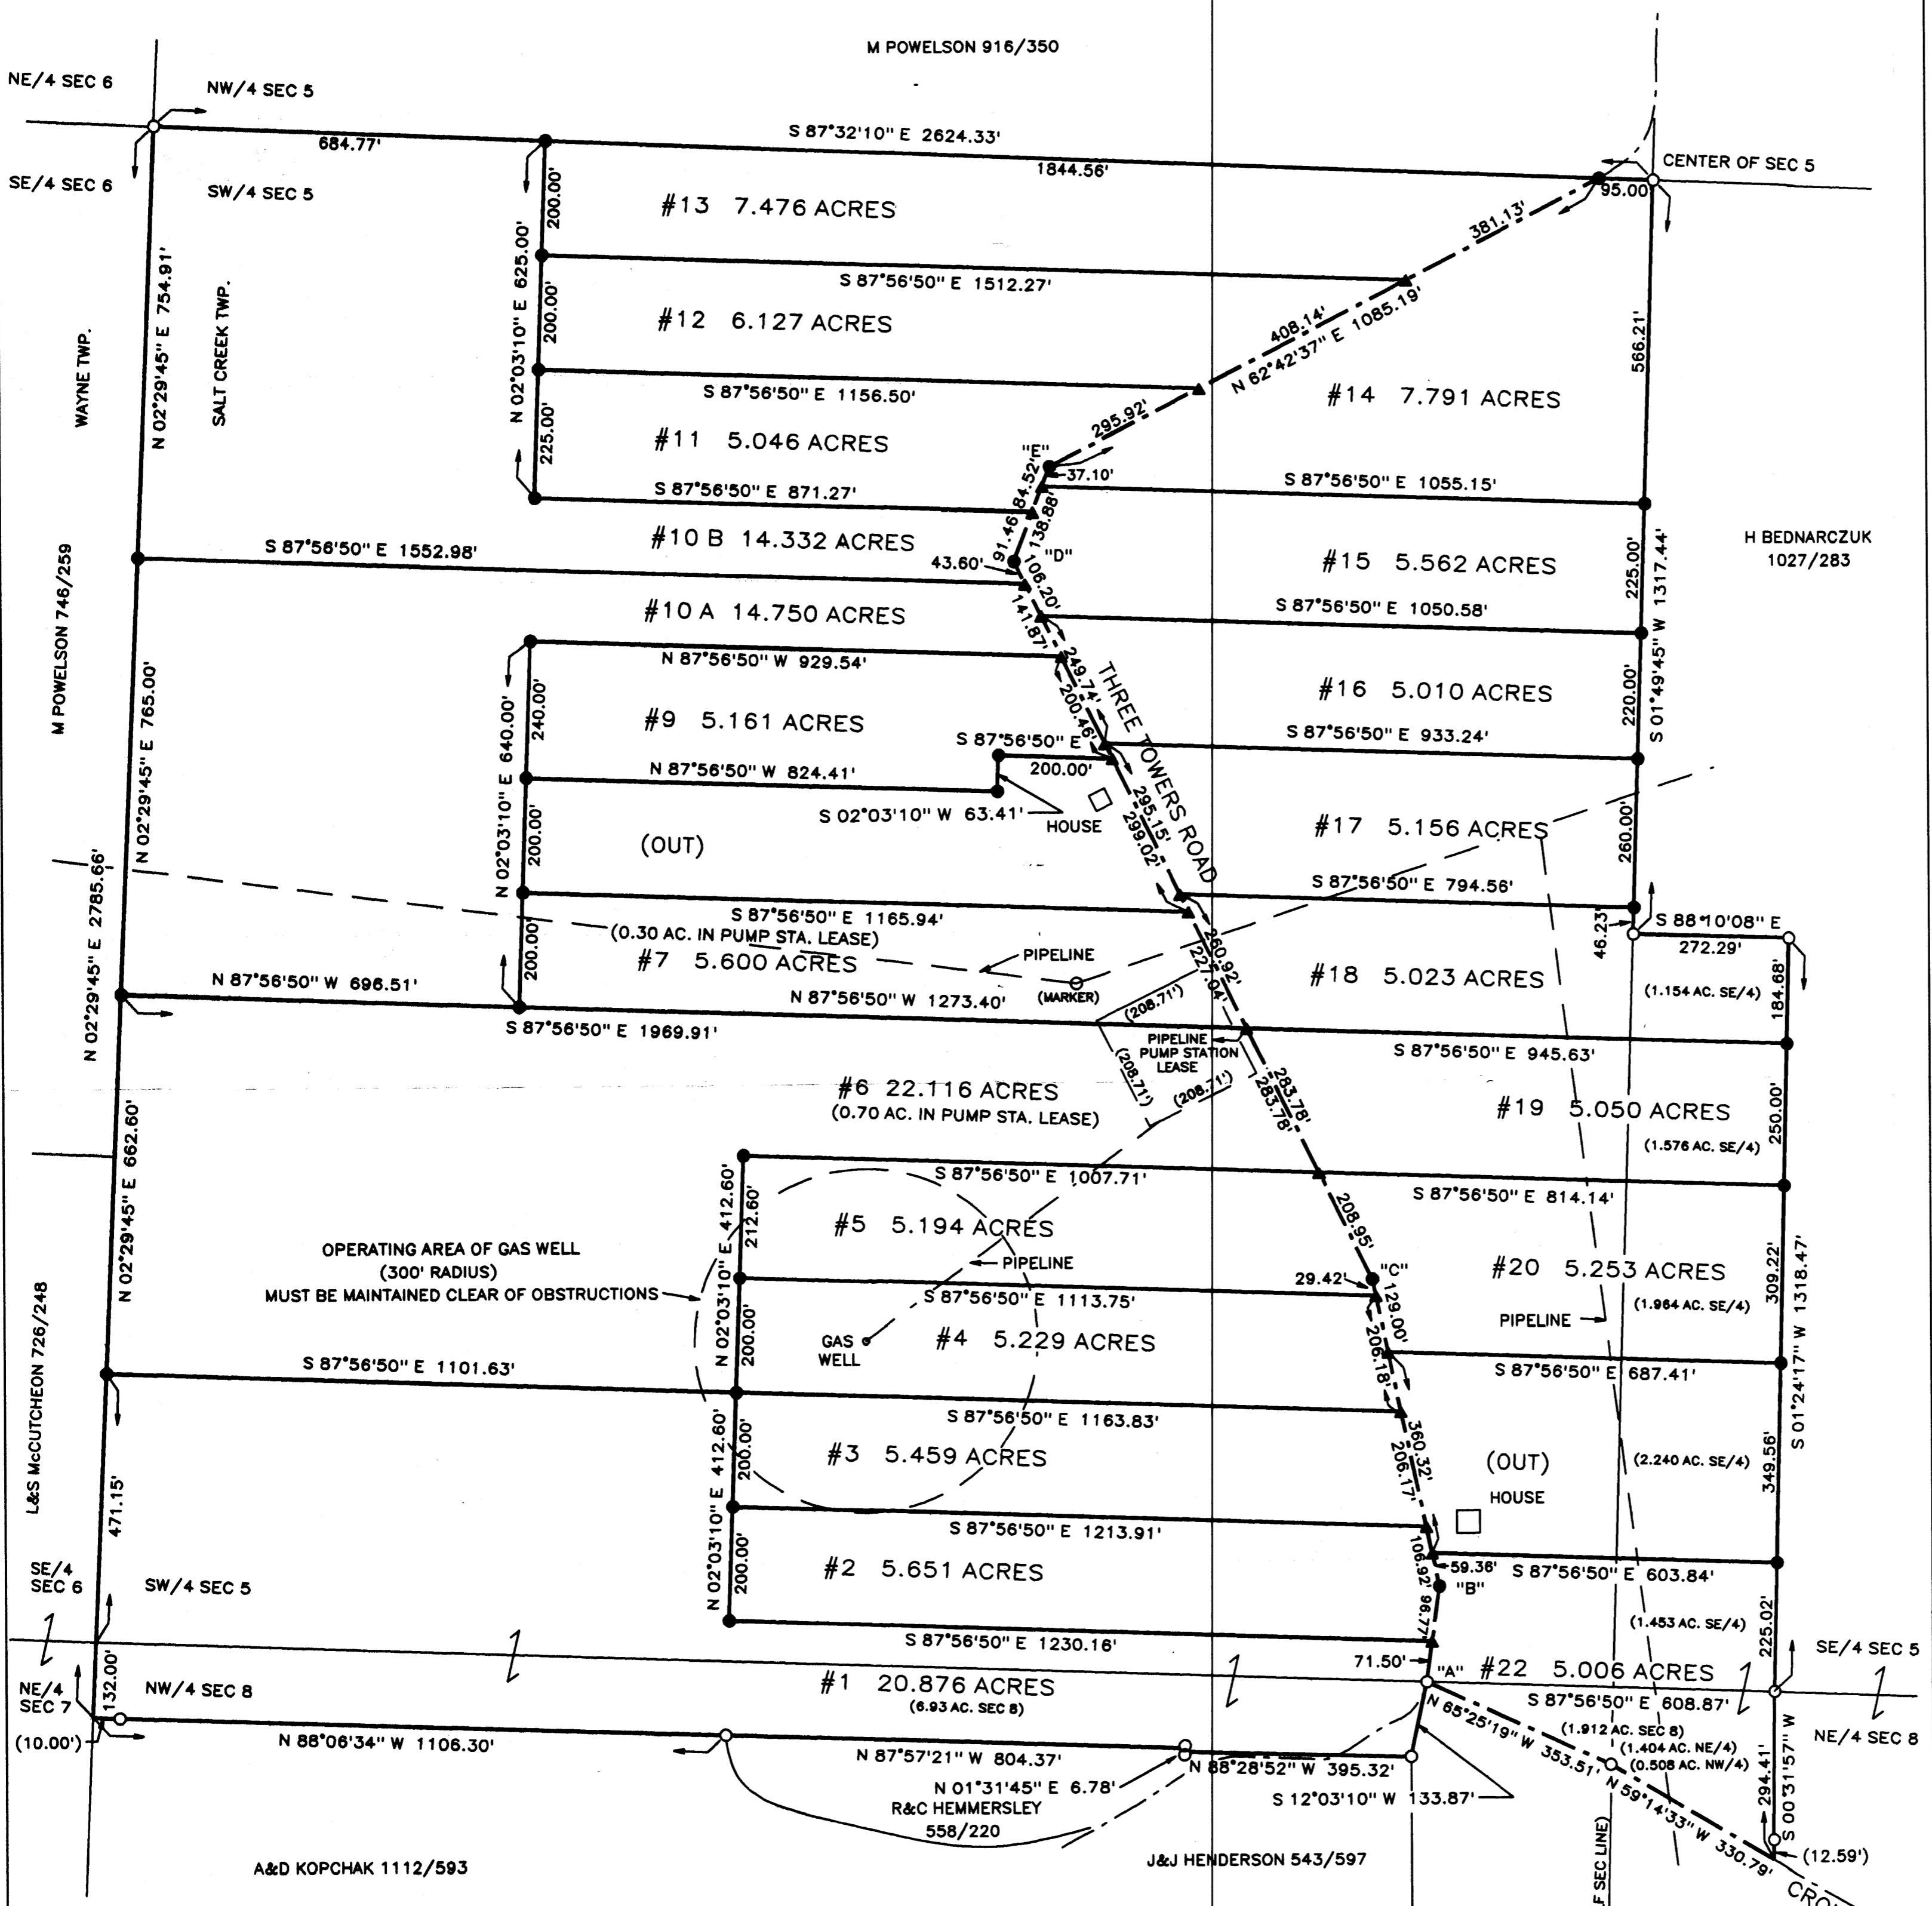 M POWELSON 916/350
NE/4 SEC 6
NW/4 SEC 5
S 87°32'10" E 2624.33'
684.77'
1844.56'
CENTER OF SEC 5
95.00'
SE/4 SEC 6
SW/4 SEC 5
200.00'
#13 7.476 ACRES
381.13'
N 02°29'45" E 754.91'
N 02°03'10" E 625.00'
S 87°56'50" E 1512.27'
WAYNE TWP.
SALT CREEK TWP.
200.00'
#12 6.127 ACRES
408.14'
N 62°42'37" E 1085.19'
566.21'
S 87°56'50" E 1156.50'
#14 7.791 ACRES
225.00'
#11 5.046 ACRES
295.92'
"E"
37.10'
84.52'
S 87°56'50" E 871.27'
S 87°56'50" E 1055.15'
138.88'
91.46'
#10 B 14.332 ACRES
"D"
S 87°56'50" E 1552.98'
43.60'
106.20'
#15 5.562 ACRES
225.00'
S 01°49'45" W 1317.44'
H BEDNARCZUK
1027/283
M POWELSON 746/259
#10 A 14.750 ACRES
141.87'
S 87°56'50" E 1050.58'
N 87°56'50" W 929.54'
249.74'
200.46'
THREE TOWERS ROAD
#16 5.010 ACRES
220.00'
N 02°29'45" E 765.00'
N 02°03'10" E 640.00'
240.00'
#9 5.161 ACRES
S 87°56'50" E
200.00'
S 87°56'50" E 933.24'
N 87°56'50" W 824.41'
S 02°03'10" W 63.41'
HOUSE
295.15'
299.02'
#17 5.156 ACRES
260.00'
(OUT)
200.00'
N 02°29'45" E 2785.66'
S 87°56'50" E 794.56'
S 87°56'50" E 1165.94'
(0.30 AC. IN PUMP STA. LEASE)
46.23'
S 88°10'08" E
272.29'
200.00'
#7 5.600 ACRES
PIPELINE
(MARKER)
260.92'
227.04'
#18 5.023 ACRES
(1.154 AC. SE/4)
184.68'
N 87°56'50" W 696.51'
N 87°56'50" W 1273.40'
(208.71')
S 87°56'50" E 1969.91'
PIPELINE
PUMP STATION
LEASE
S 87°56'50" E 945.63'
(208.71')
(208.71')
#6 22.116 ACRES
(0.70 AC. IN PUMP STA. LEASE)
283.78'
283.78'
#19 5.050 ACRES
(1.576 AC. SE/4)
250.00'
N 02°29'45" E 662.60'
S 87°56'50" E 1007.71'
S 87°56'50" E 814.14'
N 02°03'10" E 412.60'
212.60'
#5 5.194 ACRES
208.95'
OPERATING AREA OF GAS WELL
(300' RADIUS)
MUST BE MAINTAINED CLEAR OF OBSTRUCTIONS
PIPELINE
"C"
29.42'
129.00'
#20 5.253 ACRES
(1.964 AC. SE/4)
309.22'
S 01°24'17" W 1318.47'
S 87°56'50" E 1113.75'
PIPELINE
L&S McCUTCHEON 726/248
GAS
WELL
200.00'
#4 5.229 ACRES
206.18'
S 87°56'50" E 1101.63'
S 87°56'50" E 687.41'
S 87°56'50" E 1163.83'
N 02°03'10" E 412.60'
200.00'
#3 5.459 ACRES
360.32'
206.17'
(OUT)
HOUSE
(2.240 AC. SE/4)
349.56'
471.15'
S 87°56'50" E 1213.91'
SE/4
SEC 6
SW/4 SEC 5
200.00'
#2 5.651 ACRES
106.92'
59.36'
S 87°56'50" E 603.84'
"B"
96.77'
(1.453 AC. SE/4)
225.02'
S 87°56'50" E 1230.16'
SE/4 SEC 5
71.50'
"A"
#22 5.006 ACRES
NE/4
SEC 7
132.00'
NW/4 SEC 8
#1 20.876 ACRES
(6.93 AC. SEC 8)
S 87°56'50" E 608.87'
(1.912 AC. SEC 8)
(1.404 AC. NE/4)
(0.508 AC. NW/4)
NE/4 SEC 8
(10.00')
N 88°06'34" W 1106.30'
N 87°57'21" W 804.37'
N 65°25'19" W 353.51'
N 88°28'52" W 395.32'
N 01°31'45" E 6.78'
S 12°03'10" W 133.87'
294.41'
S 00°31'57" W
R&C HEMMERSLEY
558/220
N 59°14'33" W 330.79'
(12.59')
A&D KOPCHAK 1112/593
J&J HENDERSON 543/597
F SEC LINE)